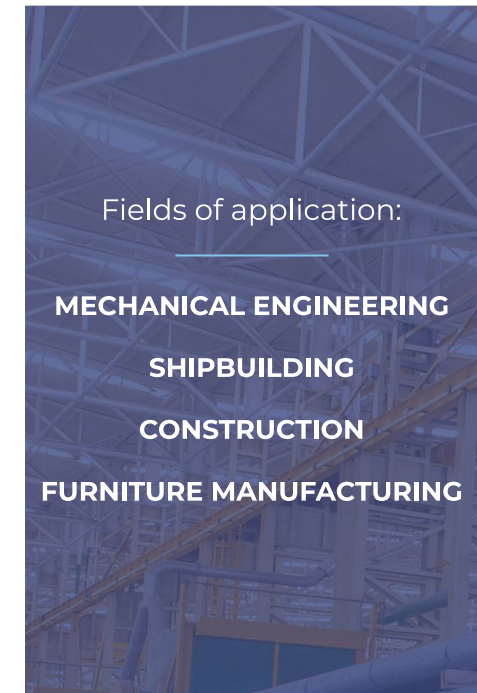 Fields of application:
MECHANICAL ENGINEERING
SHIPBUILDING
CONSTRUCTION
FURNITURE MANUFACTURING